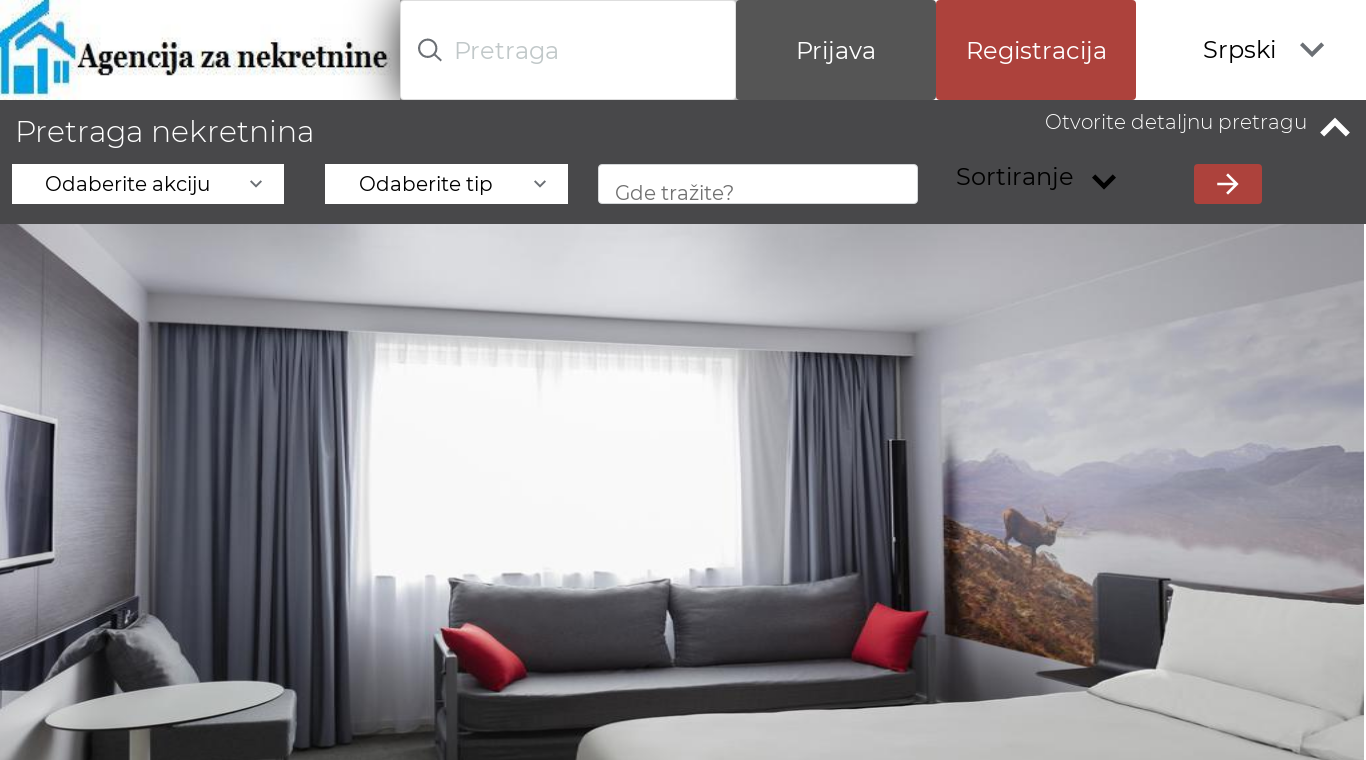 Agencija za nekretnine
Pretraga
Prijava
Registracija
Srpski
Pretraga nekretnina
Otvorite detaljnu pretragu
Odaberite akciju
Odaberite tip
Gde tražite?
Sortiranje